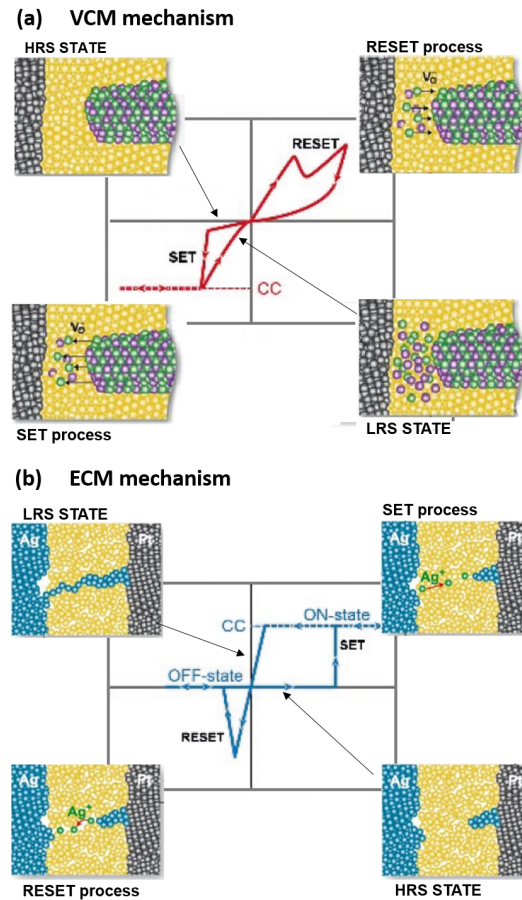 (a) VCM mechanism
HRS STATE
RESET process
Vö
RESET
SET
CC
Vö
SET process
LRS STATE
(b) ECM mechanism
LRS STATE
SET process
Ag
Pt
Ag
Pt
Ag⁺
CC
ON-state
SET
OFF-state
RESET
Ag
Pt
Ag
Pt
Ag⁺
RESET process
HRS STATE